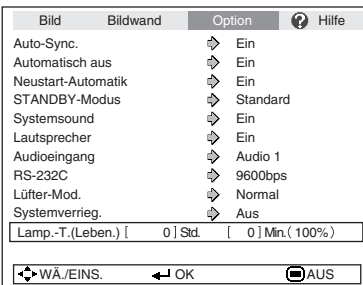 Bild Bildwand Option ? Hilfe
Auto-Sync. Ein
Automatisch aus Ein
Neustart-Automatik Ein
STANDBY-Modus Standard
Systemsound Ein
Lautsprecher Ein
Audioeingang Audio 1
RS-232C 9600bps
Lüfter-Mod. Normal
Systemverrieg. Aus
Lamp.-T.(Leben.) [ 0] Std. [ 0] Min.( 100%)
WÄ./EINS. OK AUS